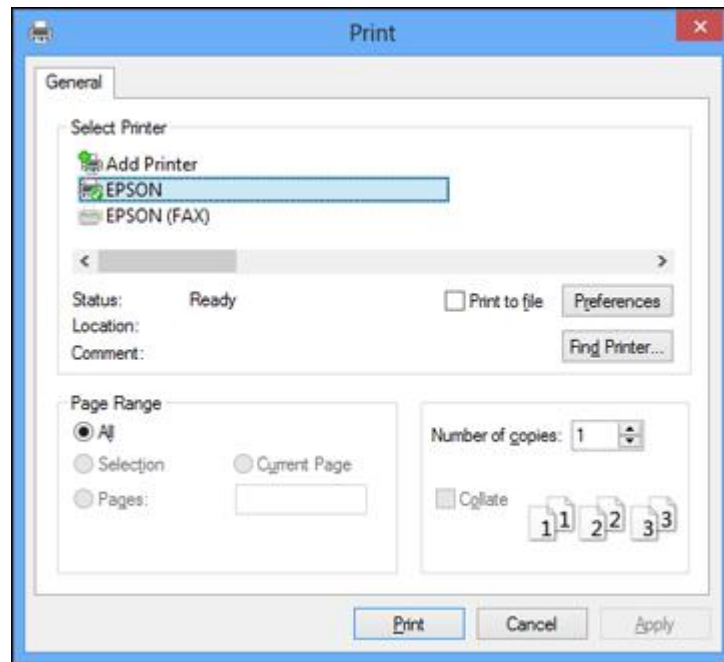 Print
General
Select Printer
Add Printer
EPSON
EPSON (FAX)
Status: Ready
Print to file
Preferences
Location:
Comment:
Find Printer...
Page Range
All
Selection
Current Page
Pages:
Number of copies: 1
Collate
1 1 2 2 3 3
Print
Cancel
Apply